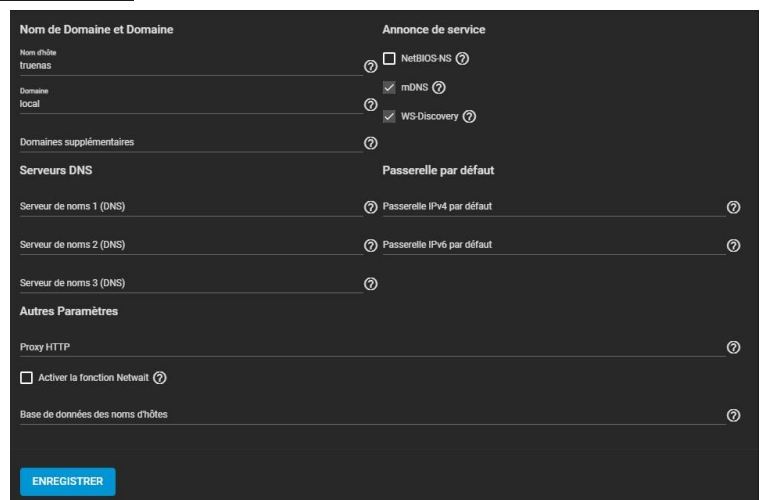 Nom de Domaine et Domaine
Nom d'hôte
truenas
Domaine
local
Domaines supplémentaires
Annonce de service
NetBIOS-NS
mDNS
WS-Discovery
Serveurs DNS
Serveur de noms 1 (DNS)
Serveur de noms 2 (DNS)
Serveur de noms 3 (DNS)
Passerelle par défaut
Passerelle IPv4 par défaut
Passerelle IPv6 par défaut
Autres Paramètres
Proxy HTTP
Activer la fonction Netwait
Base de données des noms d'hôtes
ENREGISTRER